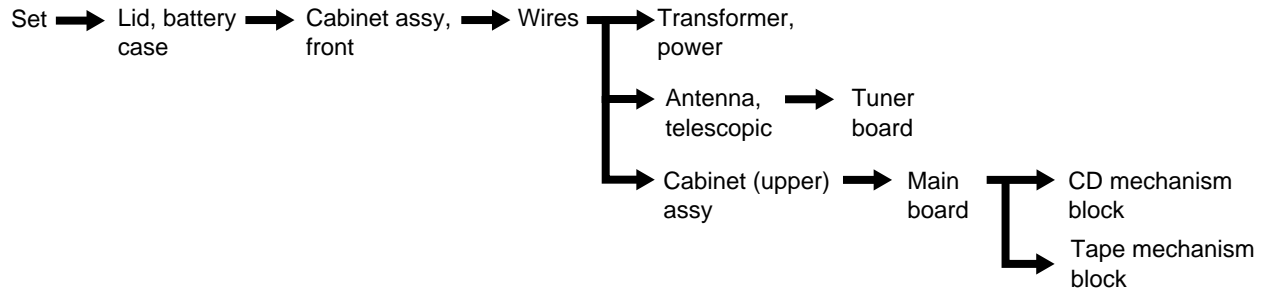 Set
Lid, battery
case
Cabinet assy,
front
Wires
Transformer,
power
Antenna,
telescopic
Tuner
board
Cabinet (upper)
assy
Main
board
CD mechanism
block
Tape mechanism
block